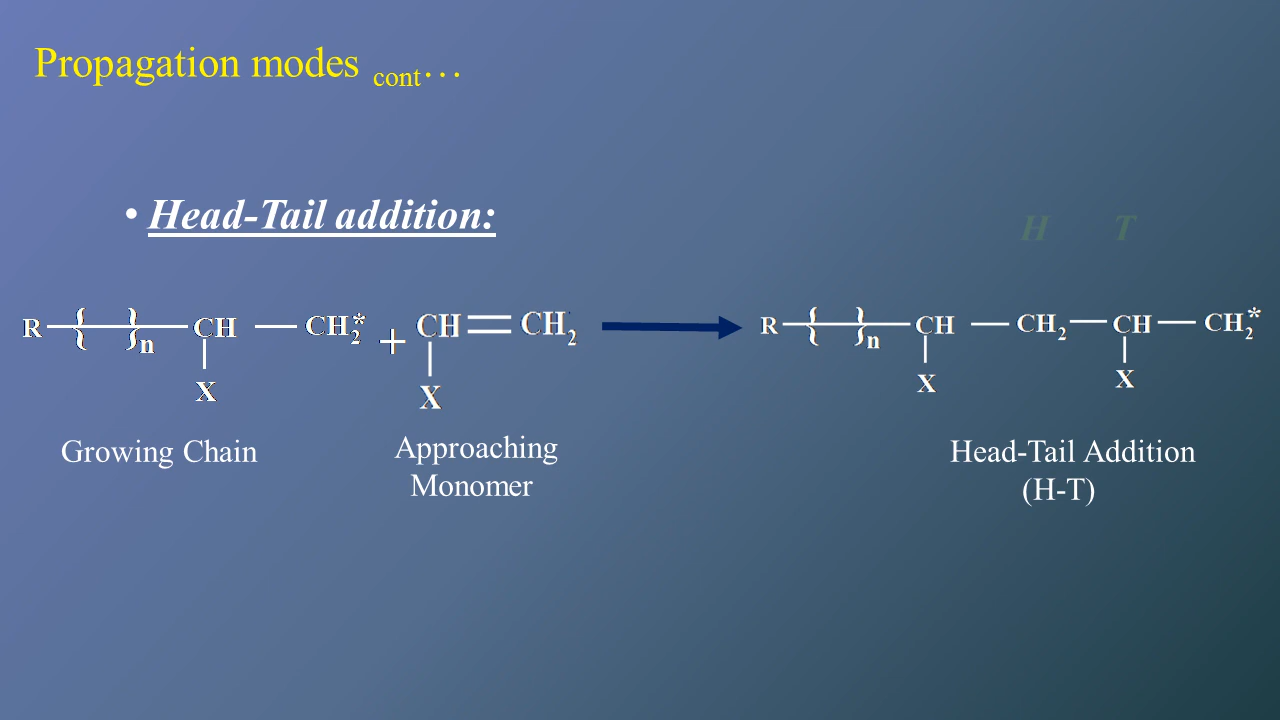 Propagation modes cont…
• Head-Tail addition:
H T
R { }n CH CH2* + CH CH2 R { }n CH CH2 CH CH2*
X X X X
Growing Chain
Approaching
Monomer
Head-Tail Addition
(H-T)